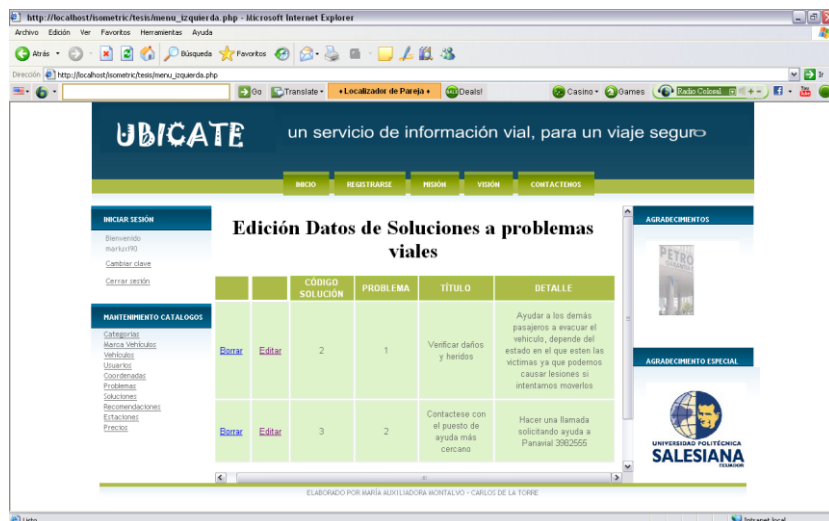 http://localhost/isometric/tesis/menu_izquierda.php - Microsoft Internet Explorer
Archivo Edición Ver Favoritos Herramientas Ayuda
Atrás Búsqueda Favoritos
Dirección http://localhost/isometric/tesis/menu_izquierda.php Ir
Go Translate Localizador de Pareja Deals! Casino Games Radio Colosal
UBICATE un servicio de información vial, para un viaje seguro
INICIO REGISTRARSE MISIÓN VISIÓN CONTACTENOS
INICIAR SESIÓN
Bienvenido
Cambiar clave
Cerrar sesión
MANTENIMIENTO CATALOGOS
Categorias
Marca Vehículos
Vehículos
Usuarios
Coordenadas
Problemas
Soluciones
Recomendaciones
Estaciones
Precios
Edición Datos de Soluciones a problemas
viales
CÓDIGO
SOLUCIÓN
PROBLEMA TÍTULO DETALLE
Borrar Editar 2 1
Verificar daños
y heridos
Ayudar a los demás
pasajeros a evacuar el
vehiculo, depende del
estado en el que esten las
victimas ya que podemos
causar lesiones si
intentamos moverlos
Borrar Editar 3 2
Contactese con
el puesto de
ayuda más
cercano
Hacer una llamada
solicitando ayuda a
Panavial 3982555
AGRADECIMIENTOS
PETRO
AGRADECIMIENTO ESPECIAL
UNIVERSIDAD POLITÉCNICA
SALESIANA
ECUADOR
ELABORADO POR MARÍA AUXILIADORA MONTALVO - CARLOS DE LA TORRE
Listo Intranet local